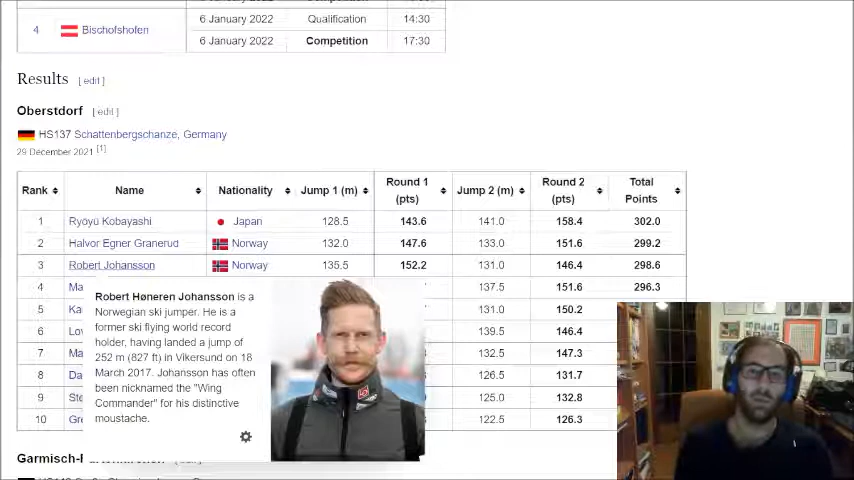 6 January 2022 Qualification 14:30
4 Bischofshofen
6 January 2022 Competition 17:30
Results [ edit ]
Oberstdorf [ edit ]
HS137 Schattenbergschanze, Germany
29 December 2021 [1]
Rank Name Nationality Jump 1 (m) Round 1 (pts) Jump 2 (m) Round 2 (pts) Total Points
1 Ryōyū Kobayashi Japan 128.5 143.6 141.0 158.4 302.0
2 Halvor Egner Granerud Norway 132.0 147.6 133.0 151.6 299.2
3 Robert Johansson Norway 135.5 152.2 131.0 146.4 298.6
4 Ma 137.5 151.6 296.3
5 Ka 131.0 150.2
6 Lov 139.5 146.4
7 Ma 132.5 147.3
8 Da 126.5 131.7
9 Ste 125.0 132.8
10 Gre 122.5 126.3
Robert Høneren Johansson is a
Norwegian ski jumper. He is a
former ski flying world record
holder, having landed a jump of
252 m (827 ft) in Vikersund on 18
March 2017. Johansson has often
been nicknamed the "Wing
Commander" for his distinctive
moustache.